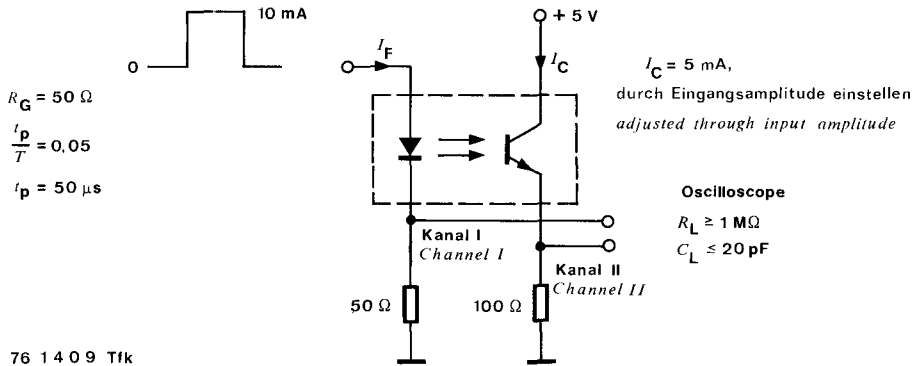 10 mA
0
+ 5 V
I_F
I_C
R_G = 50 Ω
t_p/T = 0,05
t_p = 50 μs
I_C = 5 mA,
durch Eingangsamplitude einstellen
adjusted through input amplitude
Oscilloscope
R_L ≥ 1 MΩ
C_L ≤ 20 pF
Kanal I
Channel I
Kanal II
Channel II
50 Ω
100 Ω
76 1409 Tfk